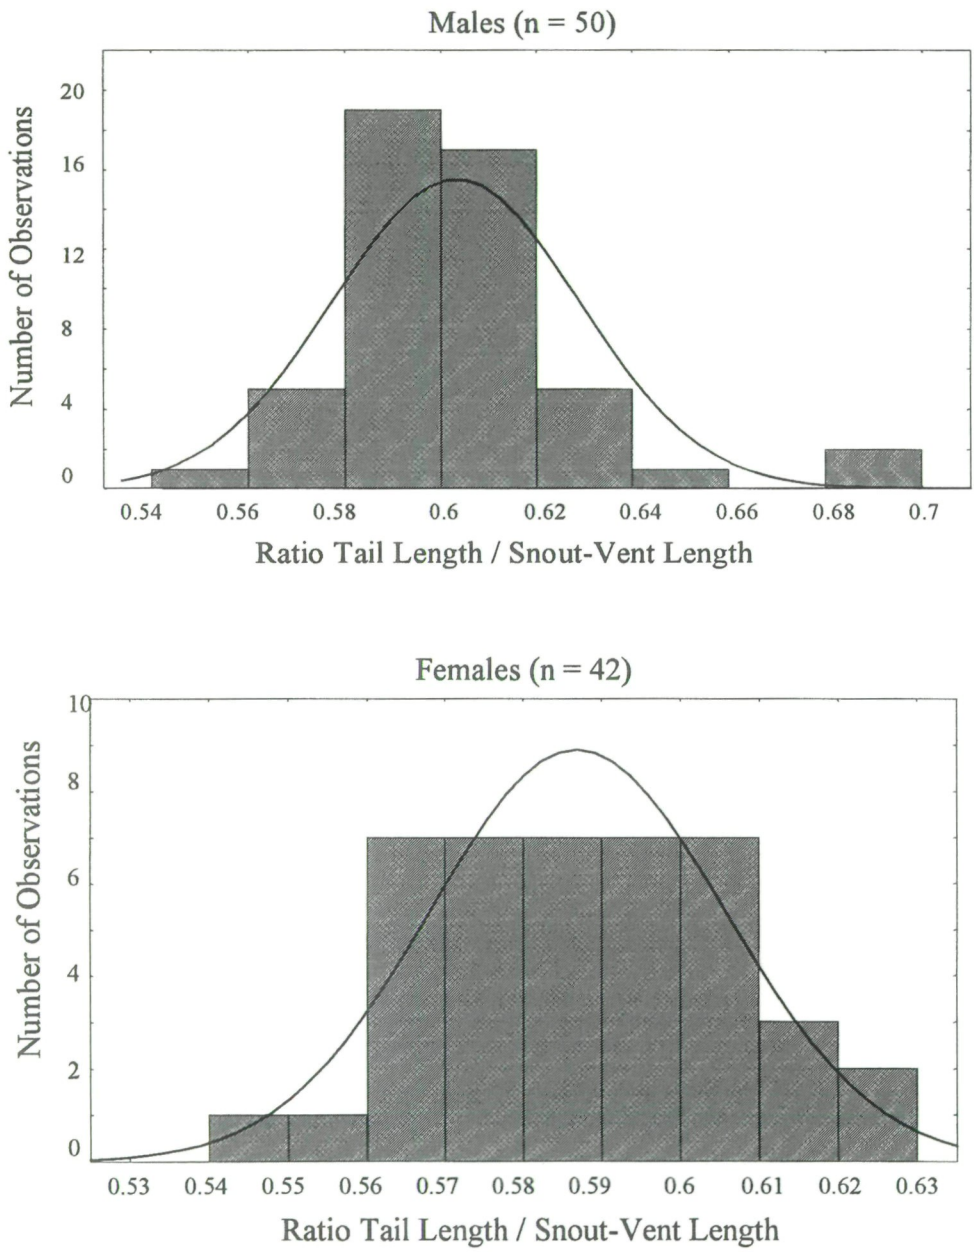 Males (n = 50)
Number of Observations
20
16
12
8
4
0
0.54 0.56 0.58 0.6 0.62 0.64 0.66 0.68 0.7
Ratio Tail Length / Snout-Vent Length
Females (n = 42)
Number of Observations
10
8
6
4
2
0
0.53 0.54 0.55 0.56 0.57 0.58 0.59 0.6 0.61 0.62 0.63
Ratio Tail Length / Snout-Vent Length